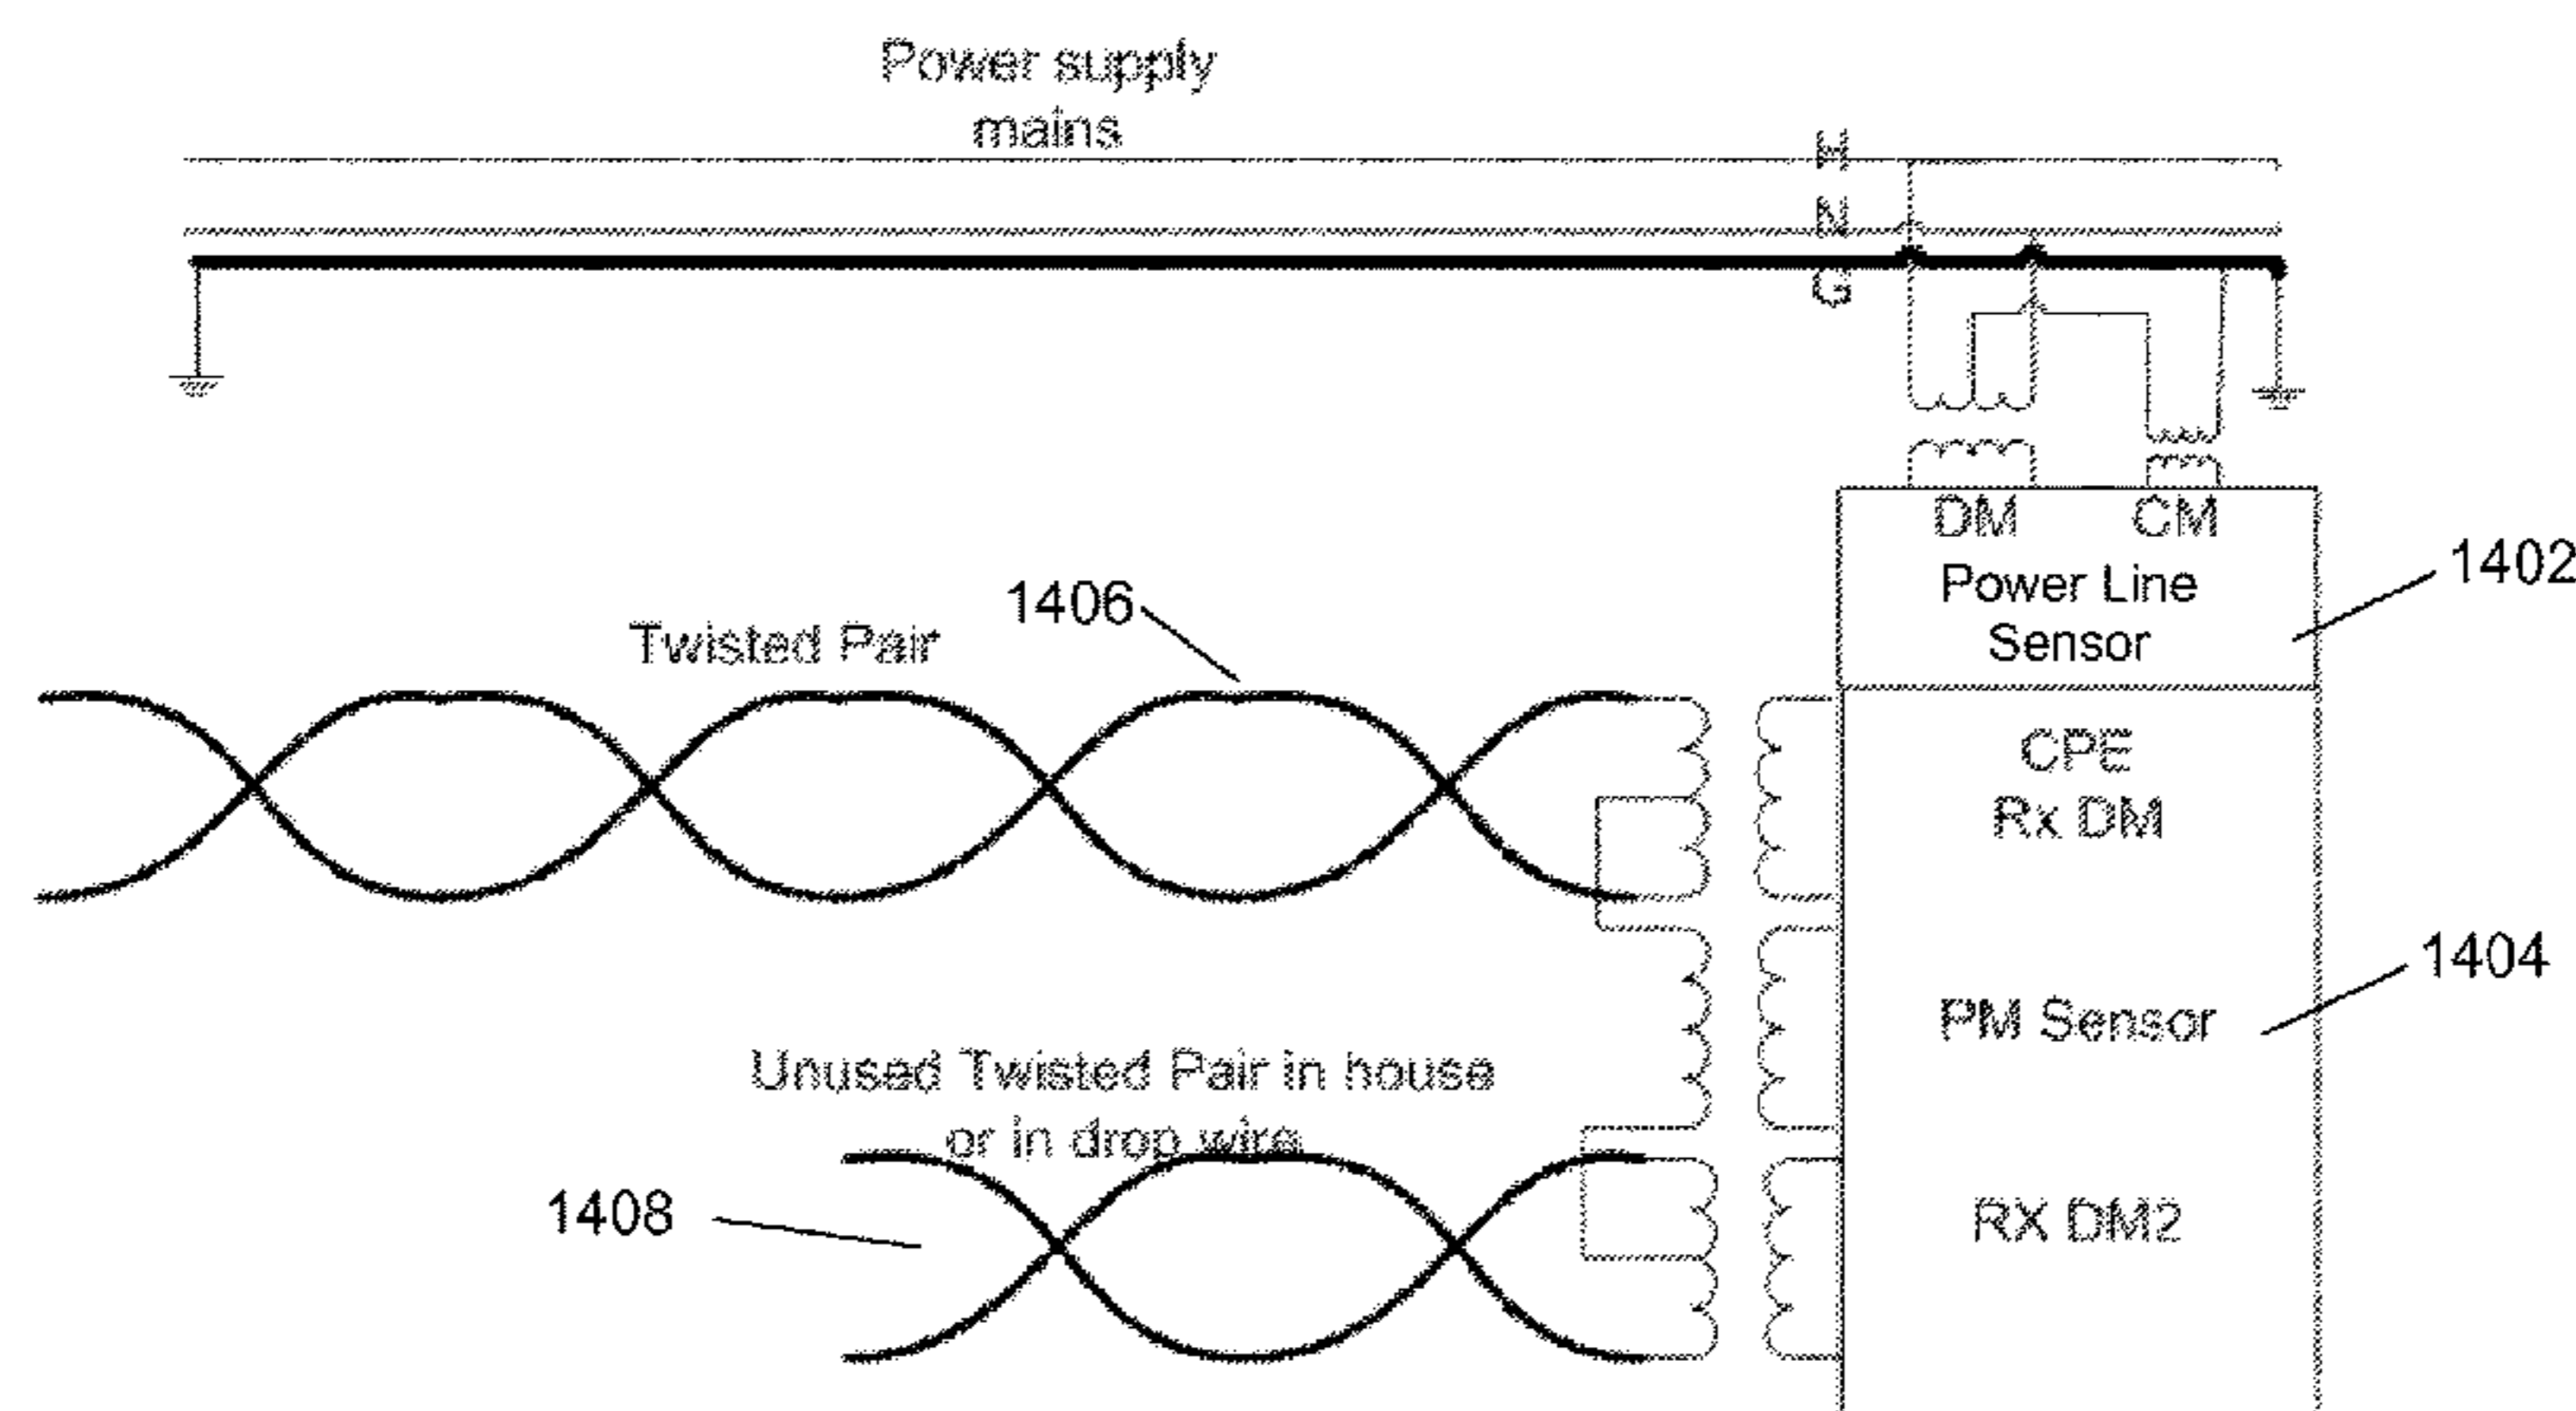 Power supply
mains
H
N
G
DM CM
Power Line
Sensor
1402
1406
Twisted Pair
CPE
Rx DM
1404
PM Sensor
Unused Twisted Pair in house
or in drop wire
1408
RX DM2